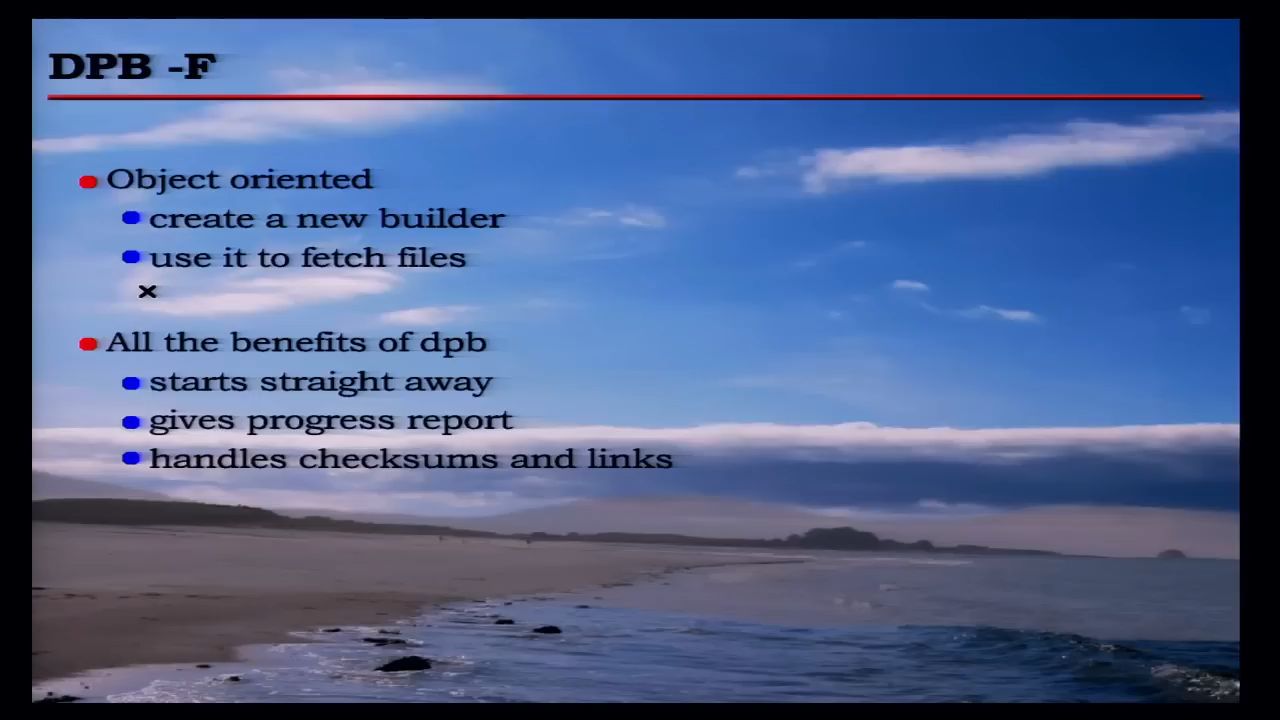 DPB -F
Object oriented
create a new builder
use it to fetch files
All the benefits of dpb
starts straight away
gives progress report
handles checksums and links